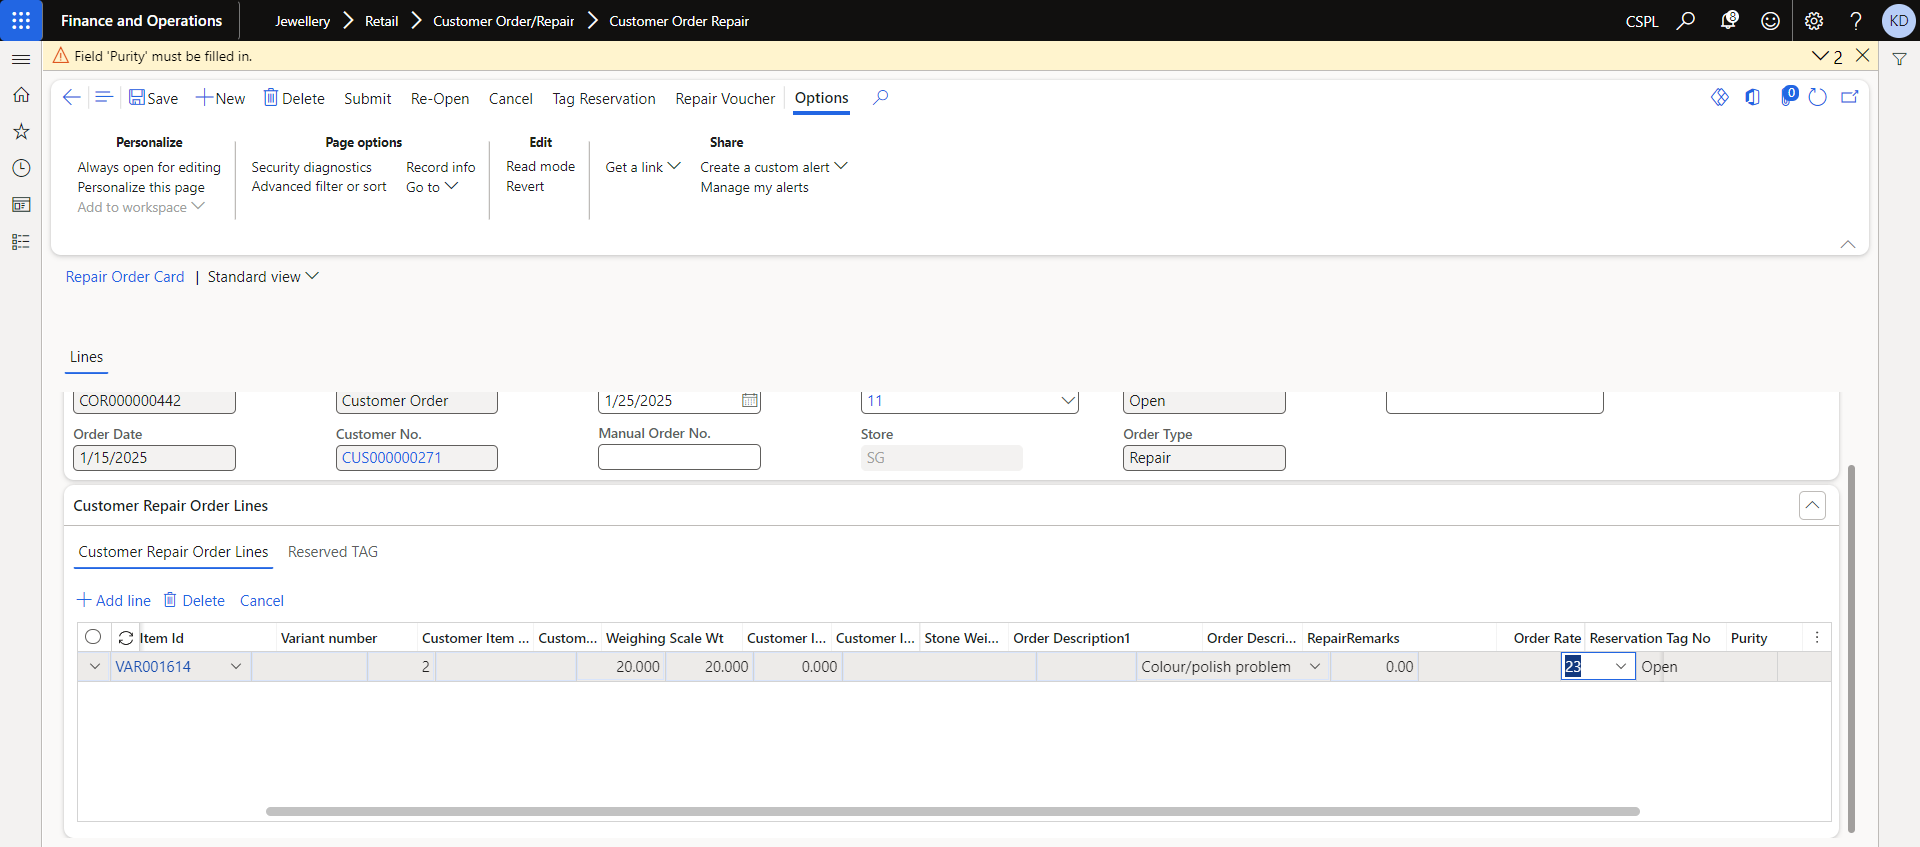 Finance and Operations
Jewellery > Retail > Customer Order/Repair > Customer Order Repair
CSPL
8
?
KD
Field 'Purity' must be filled in.
2
Save
New
Delete
Submit
Re-Open
Cancel
Tag Reservation
Repair Voucher
Options
0
Personalize
Always open for editing
Personalize this page
Add to workspace
Page options
Security diagnostics
Advanced filter or sort
Record info
Go to
Edit
Read mode
Revert
Share
Get a link
Create a custom alert
Manage my alerts
Repair Order Card | Standard view
Lines
COR000000442
Customer Order
1/25/2025
11
Open
Order Date
Customer No.
Manual Order No.
Store
Order Type
1/15/2025
CUS000000271
SG
Repair
Customer Repair Order Lines
Customer Repair Order Lines
Reserved TAG
Add line
Delete
Cancel
Item Id
Variant number
Customer Item ...
Custom...
Weighing Scale Wt
Customer I...
Customer I...
Stone Wei...
Order Description1
Order Descri...
RepairRemarks
Order Rate
Reservation Tag No
Purity
VAR001614
2
20.000
20.000
0.000
Colour/polish problem
0.00
23
Open